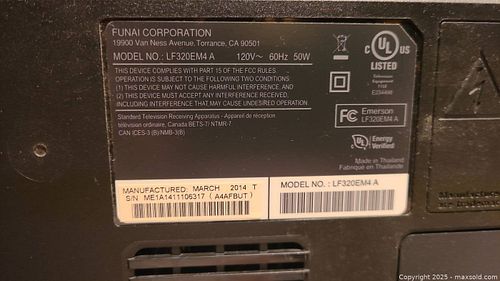 FUNAI CORPORATION
19900 Van Ness Avenue, Torrance, CA 90501
MODEL NO.: LF320EM4 A 120V~ 60Hz 50W
THIS DEVICE COMPLIES WITH PART 15 OF THE FCC RULES.
OPERATION IS SUBJECT TO THE FOLLOWING TWO CONDITIONS:
(1) THIS DEVICE MAY NOT CAUSE HARMFUL INTERFERENCE, AND
(2) THIS DEVICE MUST ACCEPT ANY INTERFERENCE RECEIVED,
INCLUDING INTERFERENCE THAT MAY CAUSE UNDESIRED OPERATION
Standard Television Receiving Apparatus - Appareil de réception
télévision ordinaire, Canada BETS-7/ NTMR-7
CAN ICES-3 (B)/NMB-3(B)
C UL US
LISTED
FC Emerson
LF320EM4 A
UL Energy
Verified
Made in Thailand
Fabriqué en Thaïlande
MANUFACTURED: MARCH 2014 T
S/N ME1A1411106317 (A4AFBUT)
MODEL NO. : LF320EM4 A
Copyright 2025 - maxsold.com